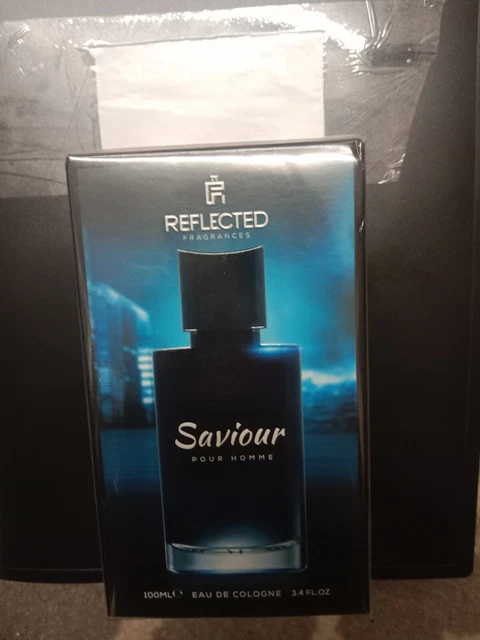 REFLECTED
FRAGRANCES
Saviour
POUR HOMME
100ML℮ EAU DE COLOGNE 3.4 FL OZ